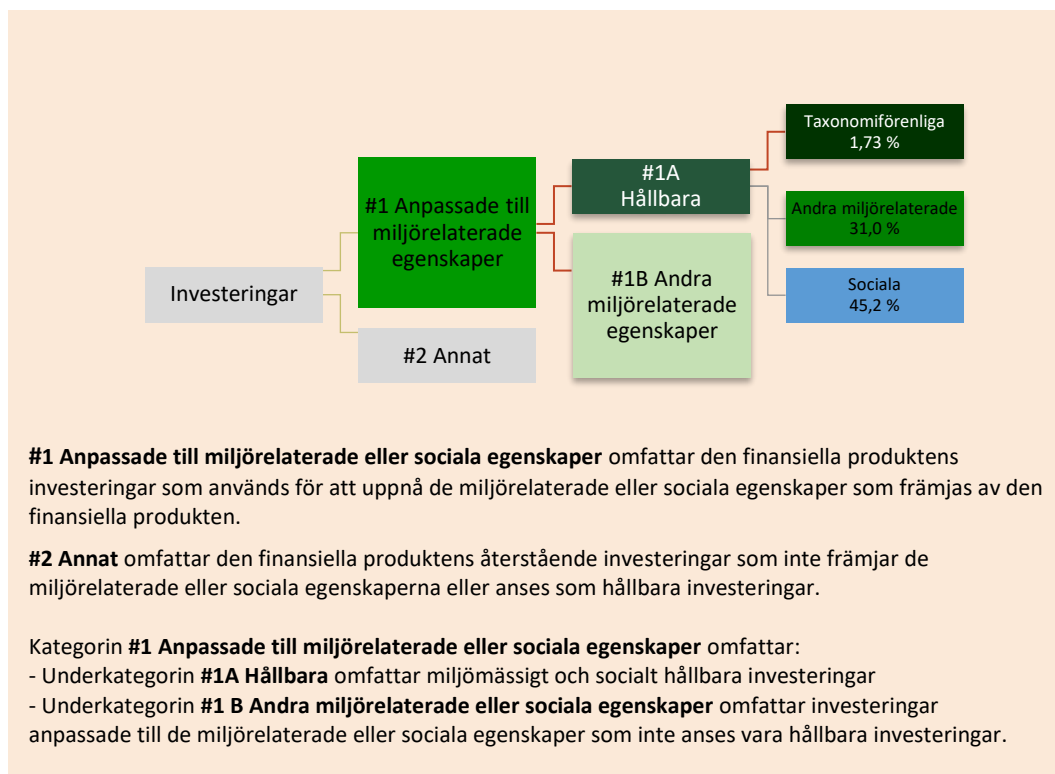 Taxonomiförenliga
1,73 %
#1A
Hållbara
#1 Anpassade till
miljörelaterade
egenskaper
Andra miljörelaterade
31,0 %
Investeringar
#1B Andra
miljörelaterade
egenskaper
Sociala
45,2 %
#2 Annat
#1 Anpassade till miljörelaterade eller sociala egenskaper omfattar den finansiella produktens
investeringar som används för att uppnå de miljörelaterade eller sociala egenskaper som främjas av den
finansiella produkten.
#2 Annat omfattar den finansiella produktens återstående investeringar som inte främjar de
miljörelaterade eller sociala egenskaperna eller anses som hållbara investeringar.
Kategorin #1 Anpassade till miljörelaterade eller sociala egenskaper omfattar:
- Underkategorin #1A Hållbara omfattar miljömässigt och socialt hållbara investeringar
- Underkategorin #1 B Andra miljörelaterade eller sociala egenskaper omfattar investeringar
anpassade till de miljörelaterade eller sociala egenskaper som inte anses vara hållbara investeringar.